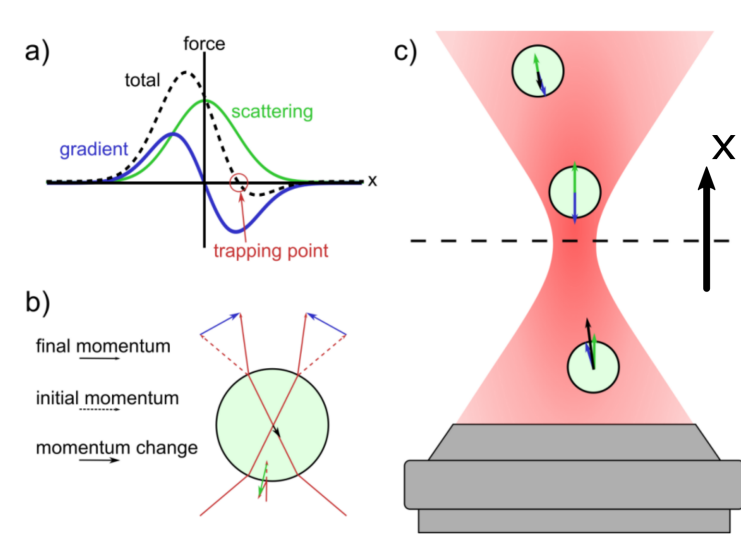 a)
force
total
scattering
gradient
x
trapping point
b)
final momentum
initial momentum
momentum change
c)
X